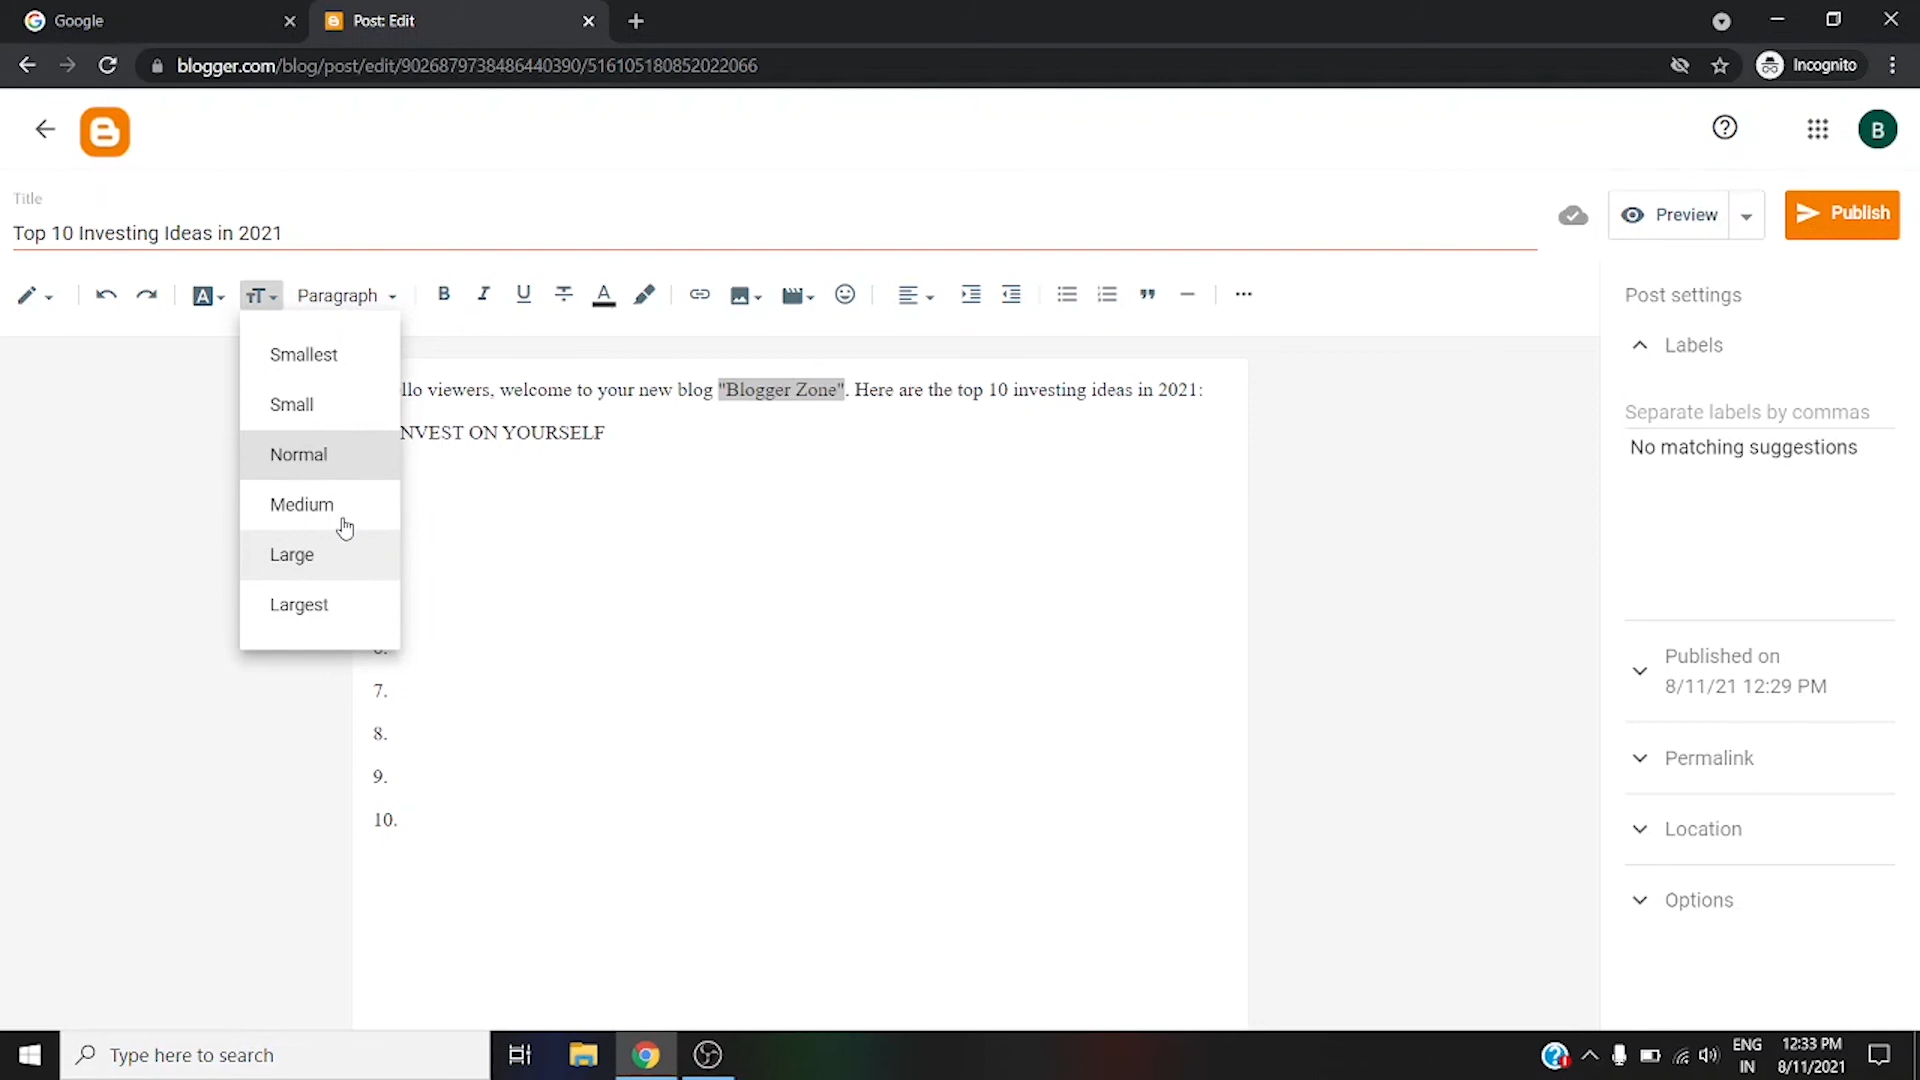 Google
Post: Edit
blogger.com/blog/post/edit/9026879738486440390/516105180852022066
Incognito
B
Title
Top 10 Investing Ideas in 2021
Preview
Publish
Paragraph
Post settings
Smallest
Small
Normal
Medium
Large
Largest
llo viewers, welcome to your new blog "Blogger Zone". Here are the top 10 investing ideas in 2021:
NVEST ON YOURSELF
7.
8.
9.
10.
Labels
Separate labels by commas
No matching suggestions
Published on
8/11/21 12:29 PM
Permalink
Location
Options
Type here to search
ENG
IN
12:33 PM
8/11/2021